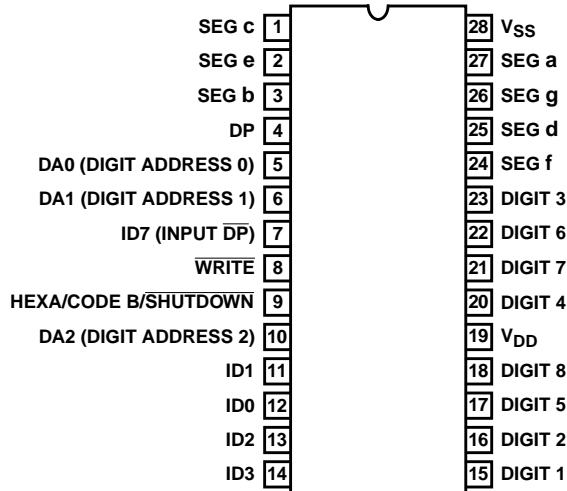 SEG c 1 28 VSS
SEG e 2 27 SEG a
SEG b 3 26 SEG g
DP 4 25 SEG d
DA0 (DIGIT ADDRESS 0) 5 24 SEG f
DA1 (DIGIT ADDRESS 1) 6 23 DIGIT 3
ID7 (INPUT DP) 7 22 DIGIT 6
WRITE 8 21 DIGIT 7
HEXA/CODE B/SHUTDOWN 9 20 DIGIT 4
DA2 (DIGIT ADDRESS 2) 10 19 VDD
ID1 11 18 DIGIT 8
ID0 12 17 DIGIT 5
ID2 13 16 DIGIT 2
ID3 14 15 DIGIT 1